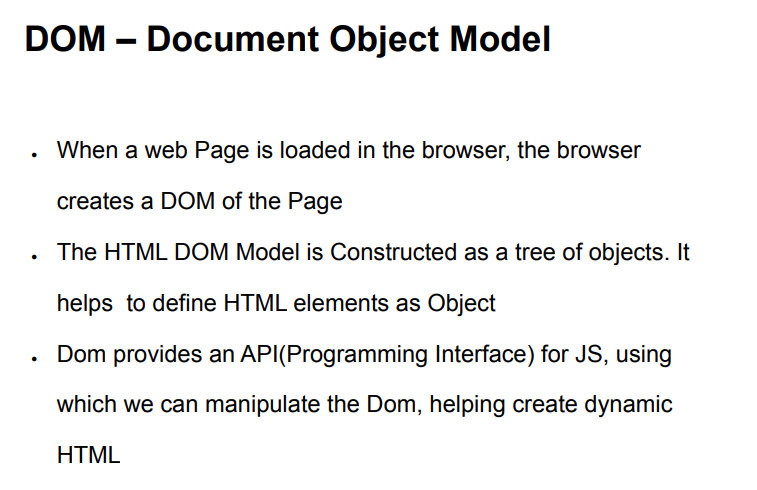 DOM – Document Object Model
• When a web Page is loaded in the browser, the browser
creates a DOM of the Page
• The HTML DOM Model is Constructed as a tree of objects. It
helps  to define HTML elements as Object
• Dom provides an API(Programming Interface) for JS, using
which we can manipulate the Dom, helping create dynamic
HTML